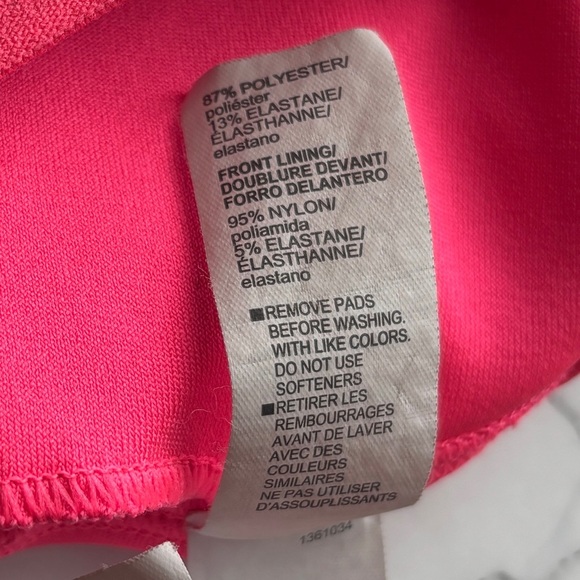 87% POLYESTER/
poliéster
13% ELASTANE/
ÉLASTHANNE/
elastano
FRONT LINING/
DOUBLURE DEVANT/
FORRO DELANTERO
95% NYLON/
poliamida
5% ELASTANE/
ÉLASTHANNE/
elastano
■REMOVE PADS
BEFORE WASHING.
WITH LIKE COLORS.
DO NOT USE
SOFTENERS
■RETIRER LES
REMBOURRAGES
AVANT DE LAVER
AVEC DES
COULEURS
SIMILAIRES
NE PAS UTILISER
D'ASSOUPLISSANTS
1361034